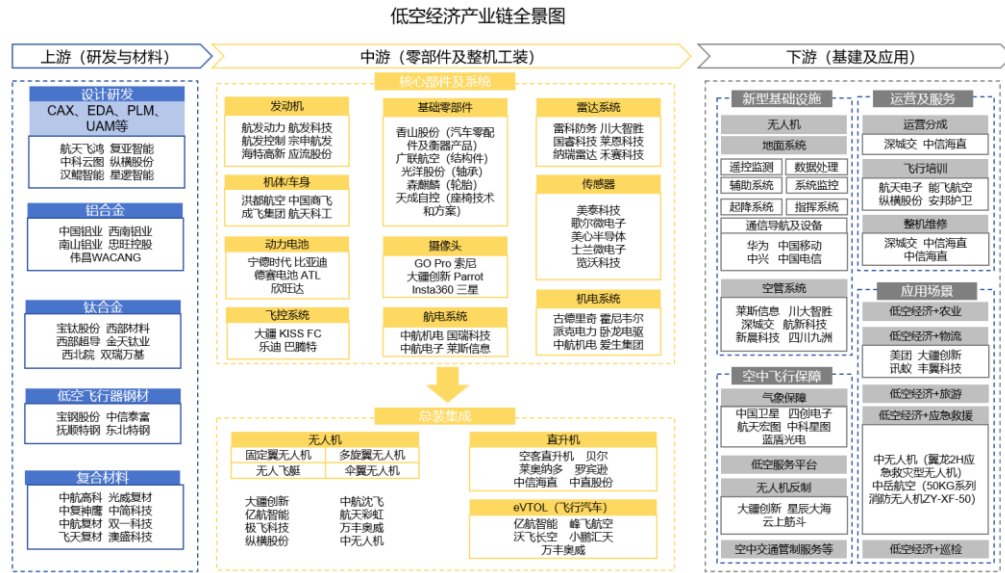 低空经济产业链全景图
上游（研发与材料）
中游（零部件及整机工装）
下游（基建及应用）
设计研发
CAX、EDA、PLM、
UAM等
航天飞鸿 复亚智能
中科云图 纵横股份
汉鲲智能 星逻智能
铝合金
中国铝业 西南铝业
南山铝业 忠旺控股
伟昌WACANG
钛合金
宝钛股份 西部材料
西部超导 金天钛业
西北院 双瑞万基
低空飞行器钢材
宝钢股份 中信泰富
抚顺特钢 东北特钢
复合材料
中航高科 光威复材
中复神鹰 中简科技
中航复材 双一科技
飞天复材 澳盛科技
核心部件及系统
发动机
航发动力 航发科技
航发控制 宗申航发
海特高新 应流股份
机体/车身
洪都航空 中国商飞
成飞集团 航天科工
动力电池
宁德时代 比亚迪
德赛电池 ATL
欣旺达
飞控系统
大疆 KISS FC
乐迪 巴腾特
基础零部件
香山股份（汽车零配
件及衡器产品）
广联航空（结构件）
光洋股份（轴承）
森麒麟（轮胎）
天成自控（座椅技术
和方案）
摄像头
GO Pro 索尼
大疆创新 Parrot
Insta360 三星
航电系统
中航机电 国瑞科技
中航电子 莱斯信息
雷达系统
雷科防务 川大智胜
国睿科技 莱恩科技
纳瑞雷达 禾赛科技
传感器
美泰科技
歌尔微电子
美心半导体
士兰微电子
宽沃科技
机电系统
古德里奇 霍尼韦尔
派克电力 卧龙电驱
中航机电 爱生集团
总装集成
无人机
固定翼无人机
多旋翼无人机
无人飞艇
伞翼无人机
大疆创新 中航沈飞
亿航智能 航天彩虹
极飞科技 万丰奥威
纵横股份 中无人机
直升机
空客直升机 贝尔
莱奥纳多 罗宾逊
中信海直 中直股份
eVTOL（飞行汽车）
亿航智能 峰飞航空
沃飞长空 小鹏汇天
万丰奥威
新型基础设施
无人机
地面系统
遥控监测
数据处理
辅助系统
系统监控
起降系统
指挥系统
通信导航及设备
华为 中国移动
中兴 中国电信
空管系统
莱斯信息 川大智胜
深城交 航新科技
新晨科技 四川九洲
空中飞行保障
气象保障
中国卫星 四创电子
航天宏图 中科星图
蓝盾光电
低空服务平台
无人机反制
大疆创新 星辰大海
云上筋斗
空中交通管制服务等
运营及服务
运营分成
深城交 中信海直
飞行培训
航天电子 能飞航空
纵横股份 安邦护卫
整机维修
深城交 中信海直
中信海直
应用场景
低空经济+农业
低空经济+物流
美团 大疆创新
讯蚁 丰翼科技
低空经济+旅游
低空经济+应急救援
中无人机（翼龙2H应
急救灾型无人机）
中岳航空（50KG系列
消防无人机ZY-XF-50）
低空经济+巡检